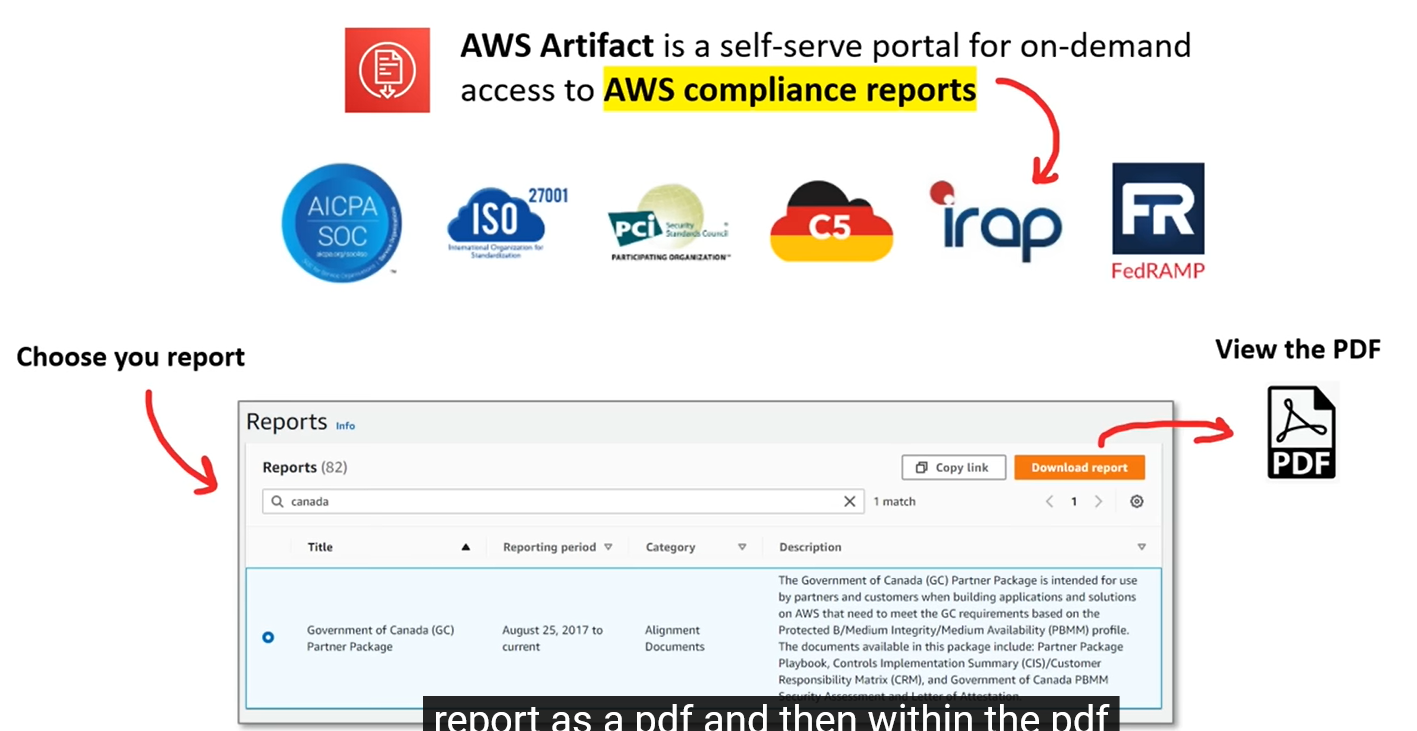 AWS Artifact is a self-serve portal for on-demand
access to AWS compliance reports
AICPA
SOC
aicpa.org/soc4so
SOC for Service Organizations | Service Organizations
TM
ISO
27001
International Organization for
Standardization
PCI
Security
Standards Council
PARTICIPATING ORGANIZATION™
C5
irap
FR
FedRAMP
Choose you report
View the PDF
PDF
Reports Info
Reports (82)
Copy link
Download report
canada
1 match
1
Title
Reporting period
Category
Description
Government of Canada (GC)
Partner Package
August 25, 2017 to
current
Alignment
Documents
The Government of Canada (GC) Partner Package is intended for use
by partners and customers when building applications and solutions
on AWS that need to meet the GC requirements based on the
Protected B/Medium Integrity/Medium Availability (PBMM) profile.
The documents available in this package include: Partner Package
Playbook, Controls Implementation Summary (CIS)/Customer
Responsibility Matrix (CRM), and Government of Canada PBMM
Security Assessment and Letter of Attestation.
report as a pdf and then within the pdf